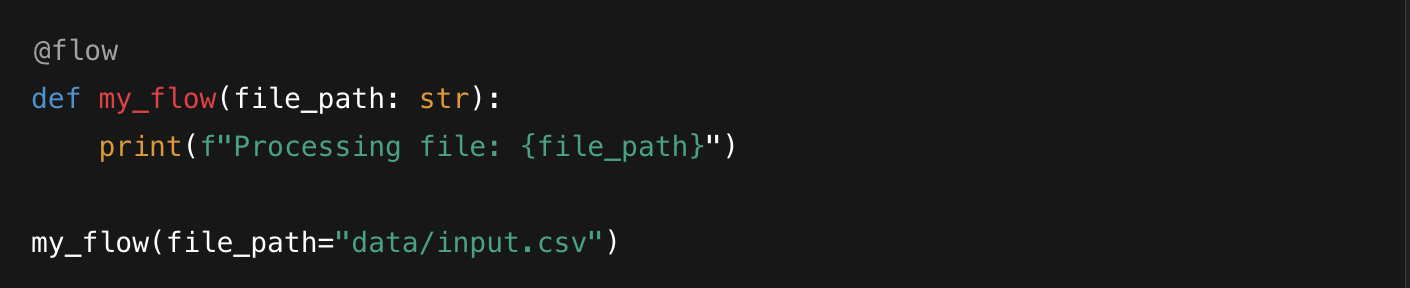 @flow
def my_flow(file_path: str):
    print(f"Processing file: {file_path}")
my_flow(file_path="data/input.csv")